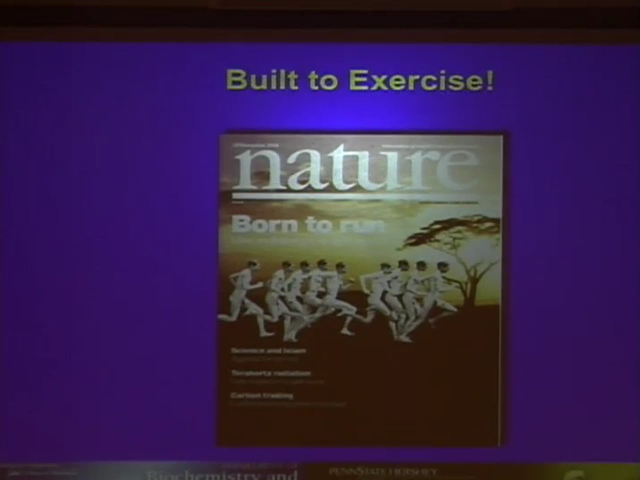 Built to Exercise!
nature
Born to run
Science and Islam
Terahertz radiation
Carbon trading
PENNSTATE HERSHEY
Biochemistry and